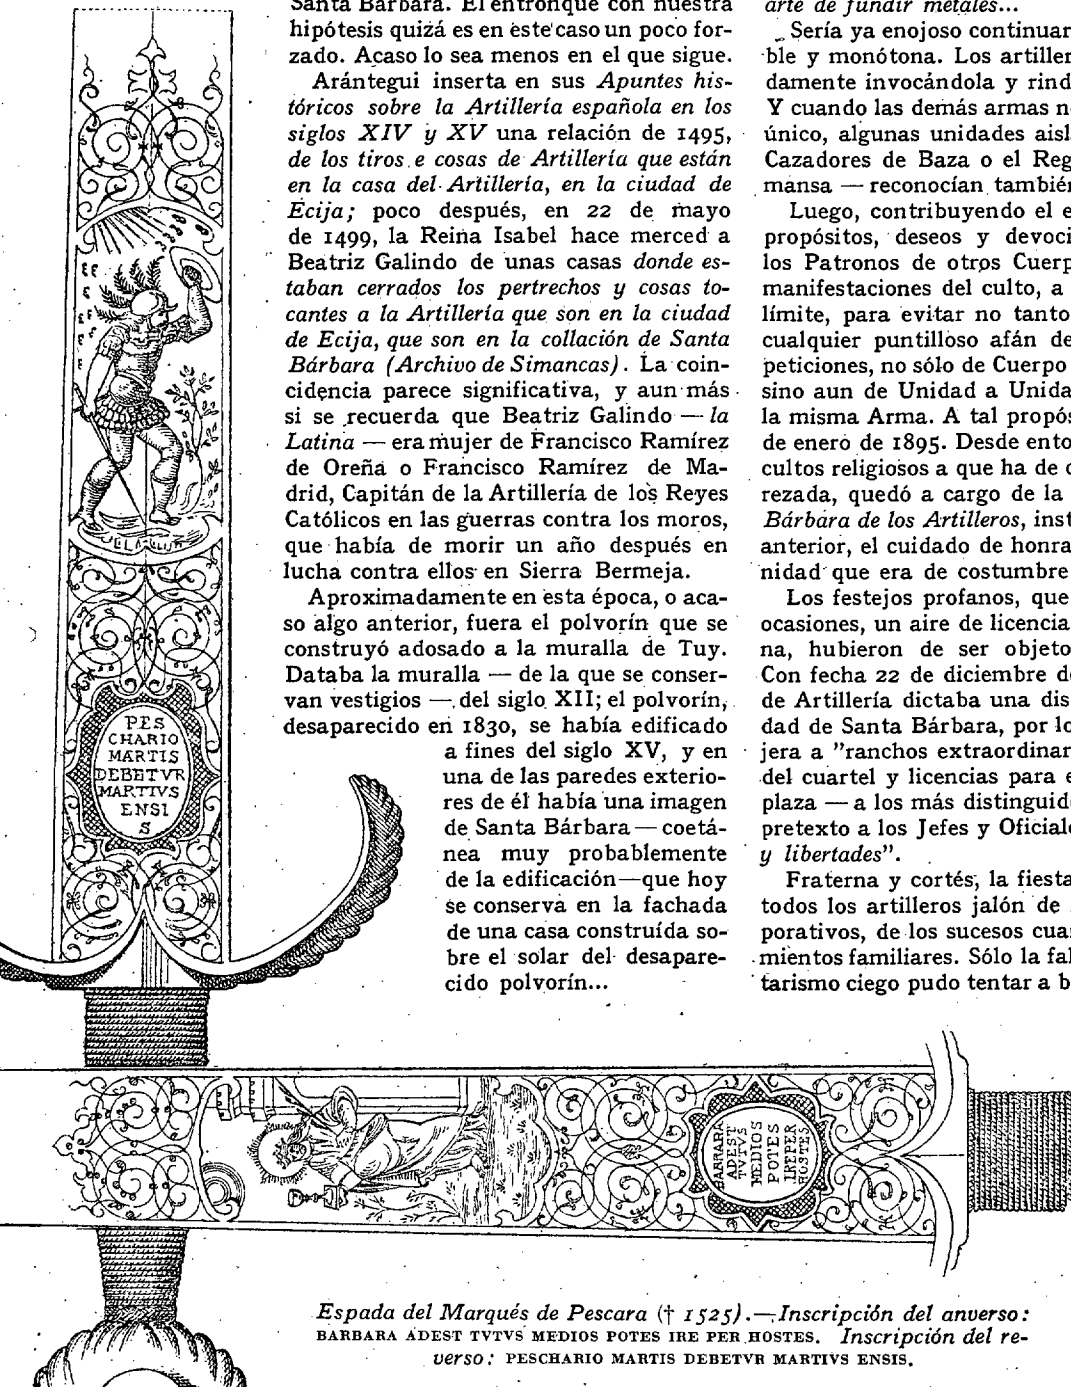 Santa Bárbara. El entronque con nuestra
hipótesis quizá es en este caso un poco for-
zado. Acaso lo sea menos en el que sigue.
Arántegui inserta en sus Apuntes his-
tóricos sobre la Artillería española en los
siglos XIV y XV una relación de 1495,
de los tiros e cosas de Artillería que están
en la casa del Artillería, en la ciudad de
Ecija; poco después, en 22 de mayo
de 1499, la Reina Isabel hace merced a
Beatriz Galindo de unas casas donde es-
taban cerrados los pertrechos y cosas to-
cantes a la Artillería que son en la ciudad
de Ecija, que son en la collación de Santa
Bárbara (Archivo de Simancas). La coin-
cidencia parece significativa, y aun más
si se recuerda que Beatriz Galindo — la
Latina — era mujer de Francisco Ramírez
de Oreña o Francisco Ramírez de Ma-
drid, Capitán de la Artillería de los Reyes
Católicos en las guerras contra los moros,
que había de morir un año después en
lucha contra ellos en Sierra Bermeja.
Aproximadamente en esta época, o aca-
so algo anterior, fuera el polvorín que se
construyó adosado a la muralla de Tuy.
Databa la muralla — de la que se conser-
van vestigios — del siglo XII; el polvorín,
desaparecido en 1830, se había edificado
a fines del siglo XV, y en
una de las paredes exterio-
res de él había una imagen
de Santa Bárbara — coetá-
nea muy probablemente
de la edificación—que hoy
se conserva en la fachada
de una casa construída so-
bre el solar del desapare-
cido polvorín...
arte de fundir metales...
Sería ya enojoso continuar
ble y monótona. Los artiller
damente invocándola y rind
Y cuando las demás armas n
único, algunas unidades aisl
Cazadores de Baza o el Reg
mansa — reconocían también
Luego, contribuyendo el e
propósitos, deseos y devoci
los Patronos de otros Cuerp
manifestaciones del culto, a
límite, para evitar no tanto
cualquier puntilloso afán de
peticiones, no sólo de Cuerpo
sino aun de Unidad a Unida
la misma Arma. A tal propós
de enero de 1895. Desde ento
cultos religiosos a que ha de c
rezada, quedó a cargo de la
Bárbara de los Artilleros, inst
anterior, el cuidado de honra
nidad que era de costumbre
Los festejos profanos, que
ocasiones, un aire de licencia
na, hubieron de ser objeto
Con fecha 22 de diciembre de
de Artillería dictaba una dis
dad de Santa Bárbara, por lo
jera a "ranchos extraordinar
del cuartel y licencias para e
plaza — a los más distinguid
pretexto a los Jefes y Oficiale
y libertades".
Fraterna y cortés, la fiesta
todos los artilleros jalón de
porativos, de los sucesos cua
mientos familiares. Sólo la fal
tarismo ciego pudo tentar a b
PES
CHARIO
MARTIS
DEBETVR
MARTIVS
ENSI
S
BARBARA
ADEST
TVTVS
MEDIOS
POTES
IREPER
HOSTES
Espada del Marqués de Pescara († 1525).—Inscripción del anverso:
BARBARA ADEST TVTVS MEDIOS POTES IRE PER HOSTES. Inscripción del re-
verso: PESCHARIO MARTIS DEBETVR MARTIVS ENSIS.